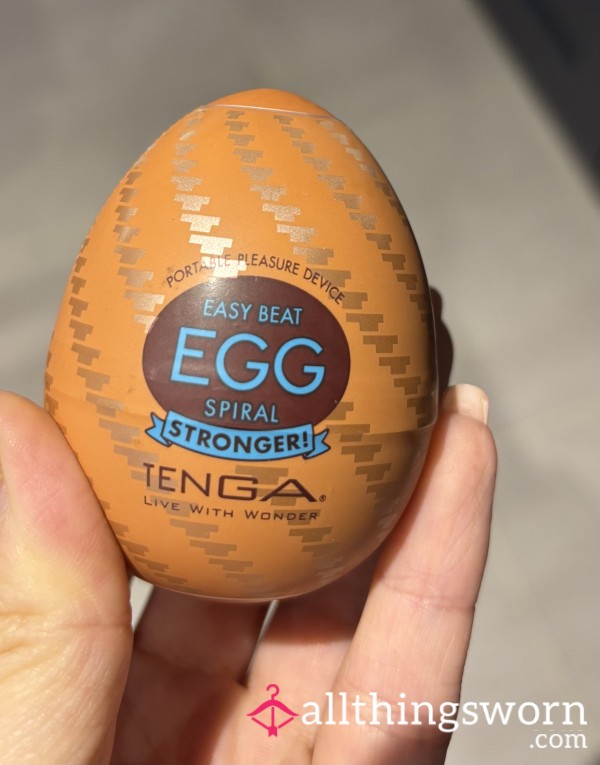 PORTABLE PLEASURE DEVICE
EASY BEAT
EGG
SPIRAL
STRONGER!
TENGA®
LIVE WITH WONDER
allthingsworn
.com